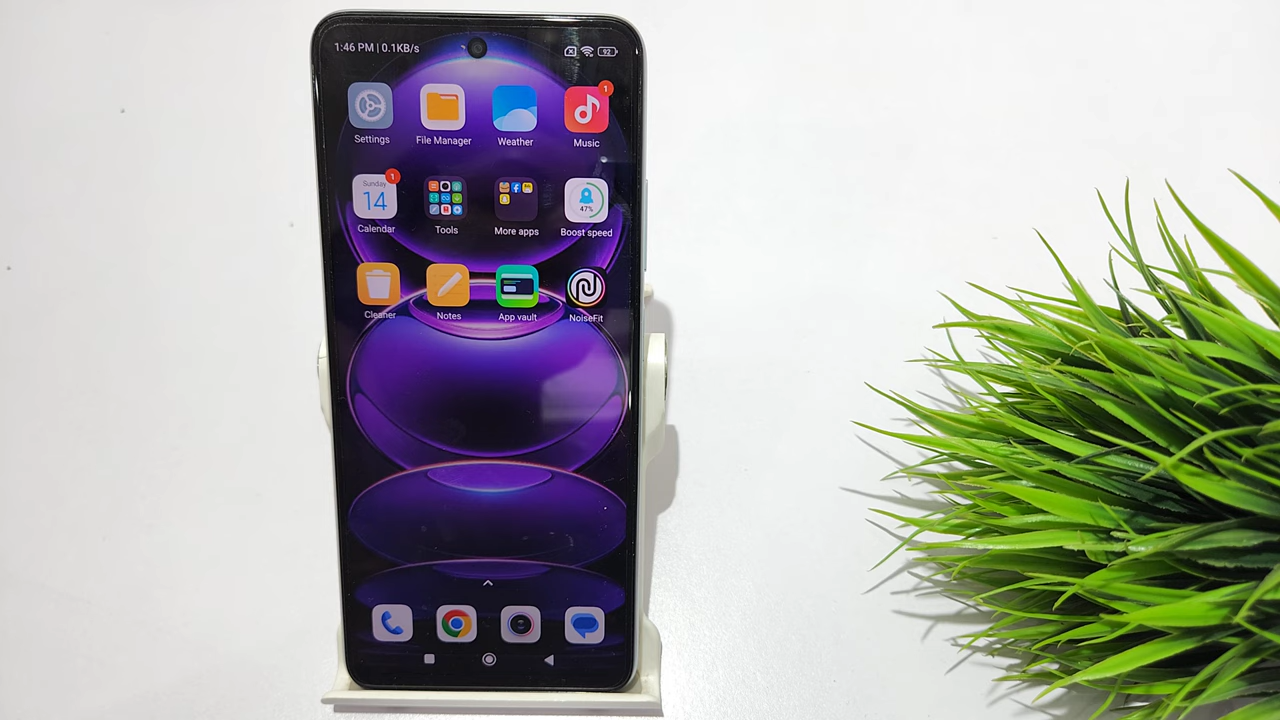 1:46 PM | 0.1KB/s 92
Settings File Manager Weather Music 1
Sunday 14 1 47%
Calendar Tools More apps Boost speed
Cleaner Notes App vault NoiseFit